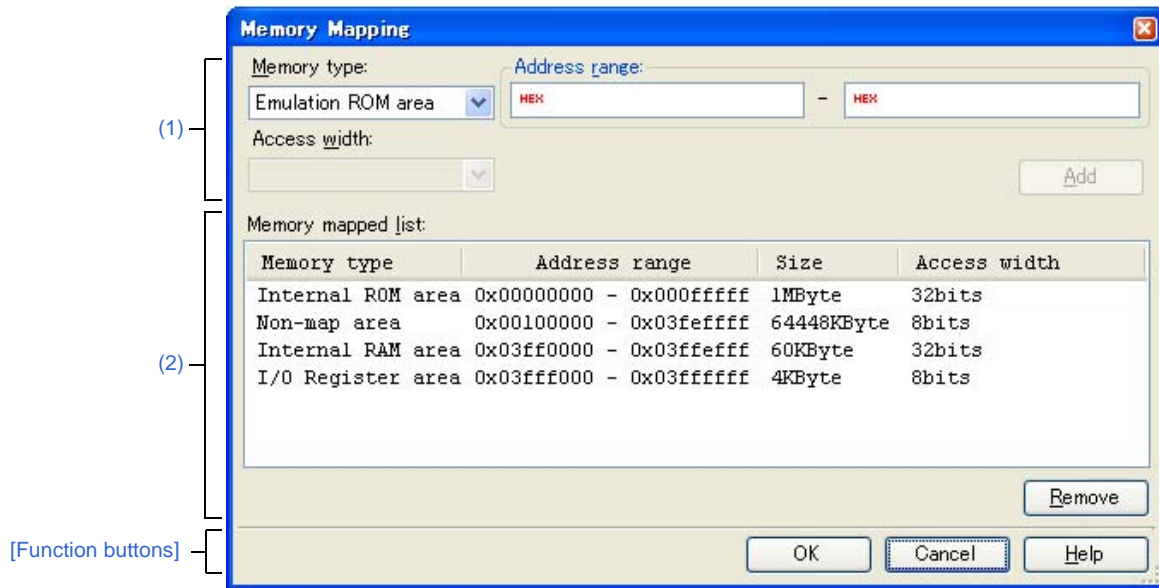 Memory Mapping
Memory type:
Address range:
Emulation ROM area
HEX - HEX
(1)
Access width:
Add
Memory mapped list:
Memory type Address range Size Access width
Internal ROM area 0x00000000 - 0x000fffff 1MByte 32bits
Non-map area 0x00100000 - 0x03feffff 64448KByte 8bits
Internal RAM area 0x03ff0000 - 0x03ffefff 60KByte 32bits
(2)
I/O Register area 0x03fff000 - 0x03ffffff 4KByte 8bits
Remove
[Function buttons]
OK Cancel Help